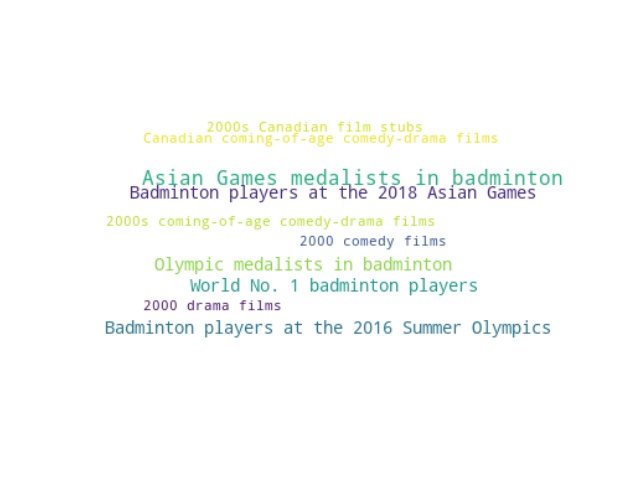 2000s Canadian film stubs
Canadian coming-of-age comedy-drama films
Asian Games medalists in badminton
Badminton players at the 2018 Asian Games
2000s coming-of-age comedy-drama films
2000 comedy films
Olympic medalists in badminton
World No. 1 badminton players
2000 drama films
Badminton players at the 2016 Summer Olympics